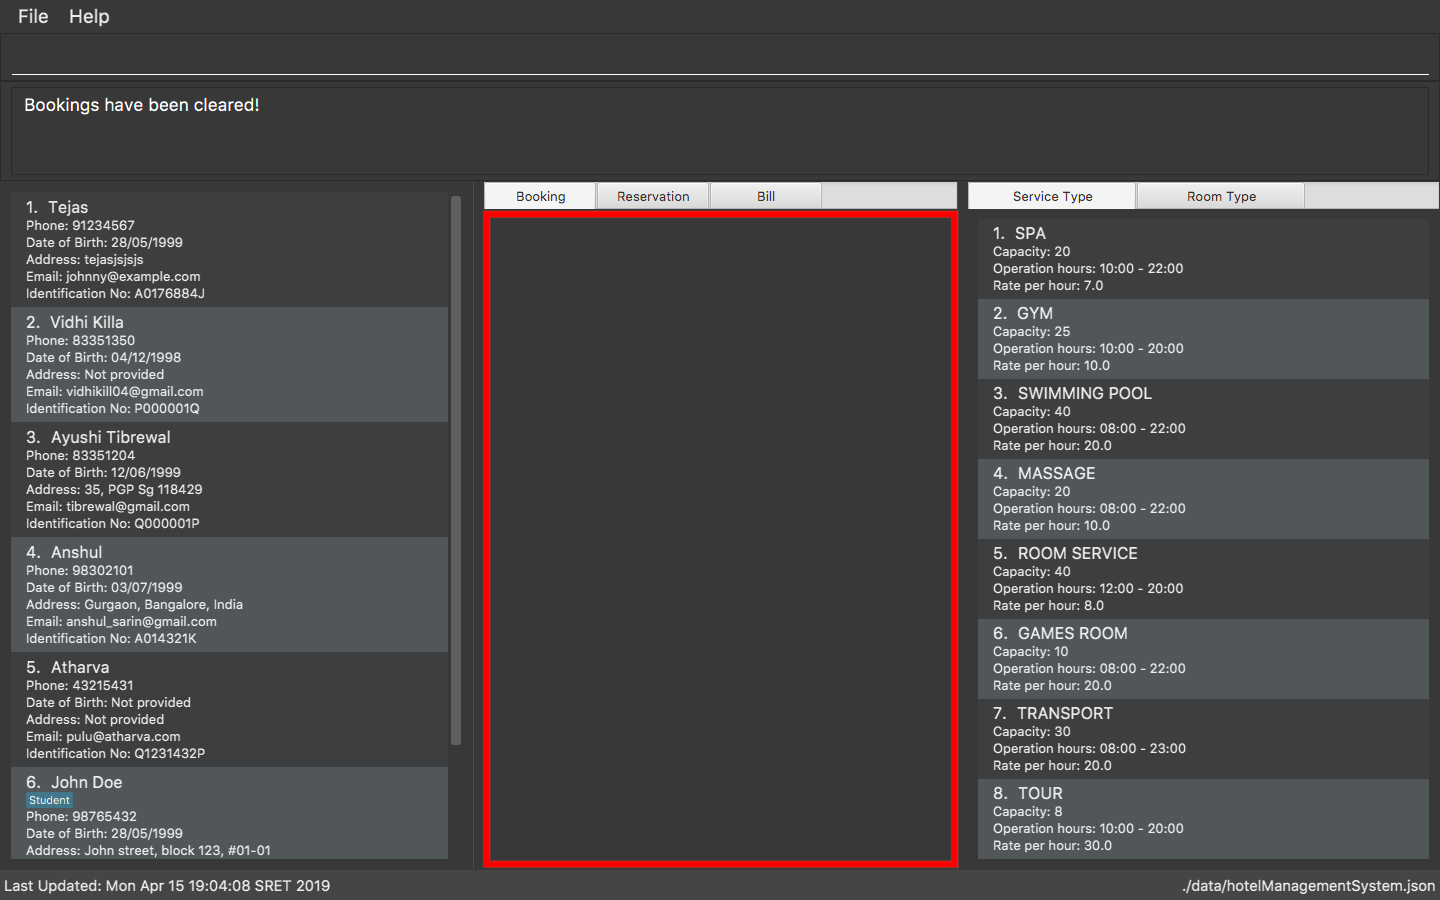 File Help
Bookings have been cleared!
Booking Reservation Bill
Service Type Room Type
1. Tejas
Phone: 91234567
Date of Birth: 28/05/1999
Address: tejasjsjsjs
Email: johnny@example.com
Identification No: A0176884J
2. Vidhi Killa
Phone: 83351350
Date of Birth: 04/12/1998
Address: Not provided
Email: vidhikill04@gmail.com
Identification No: P000001Q
3. Ayushi Tibrewal
Phone: 83351204
Date of Birth: 12/06/1999
Address: 35, PGP Sg 118429
Email: tibrewal@gmail.com
Identification No: Q000001P
4. Anshul
Phone: 98302101
Date of Birth: 03/07/1999
Address: Gurgaon, Bangalore, India
Email: anshul_sarin@gmail.com
Identification No: A014321K
5. Atharva
Phone: 43215431
Date of Birth: Not provided
Address: Not provided
Email: pulu@atharva.com
Identification No: Q1231432P
6. John Doe
Student
Phone: 98765432
Date of Birth: 28/05/1999
Address: John street, block 123, #01-01
1. SPA
Capacity: 20
Operation hours: 10:00 - 22:00
Rate per hour: 7.0
2. GYM
Capacity: 25
Operation hours: 10:00 - 20:00
Rate per hour: 10.0
3. SWIMMING POOL
Capacity: 40
Operation hours: 08:00 - 22:00
Rate per hour: 20.0
4. MASSAGE
Capacity: 20
Operation hours: 08:00 - 22:00
Rate per hour: 10.0
5. ROOM SERVICE
Capacity: 40
Operation hours: 12:00 - 20:00
Rate per hour: 8.0
6. GAMES ROOM
Capacity: 10
Operation hours: 08:00 - 22:00
Rate per hour: 20.0
7. TRANSPORT
Capacity: 30
Operation hours: 08:00 - 23:00
Rate per hour: 20.0
8. TOUR
Capacity: 8
Operation hours: 10:00 - 20:00
Rate per hour: 30.0
Last Updated: Mon Apr 15 19:04:08 SRET 2019
./data/hotelManagementSystem.json